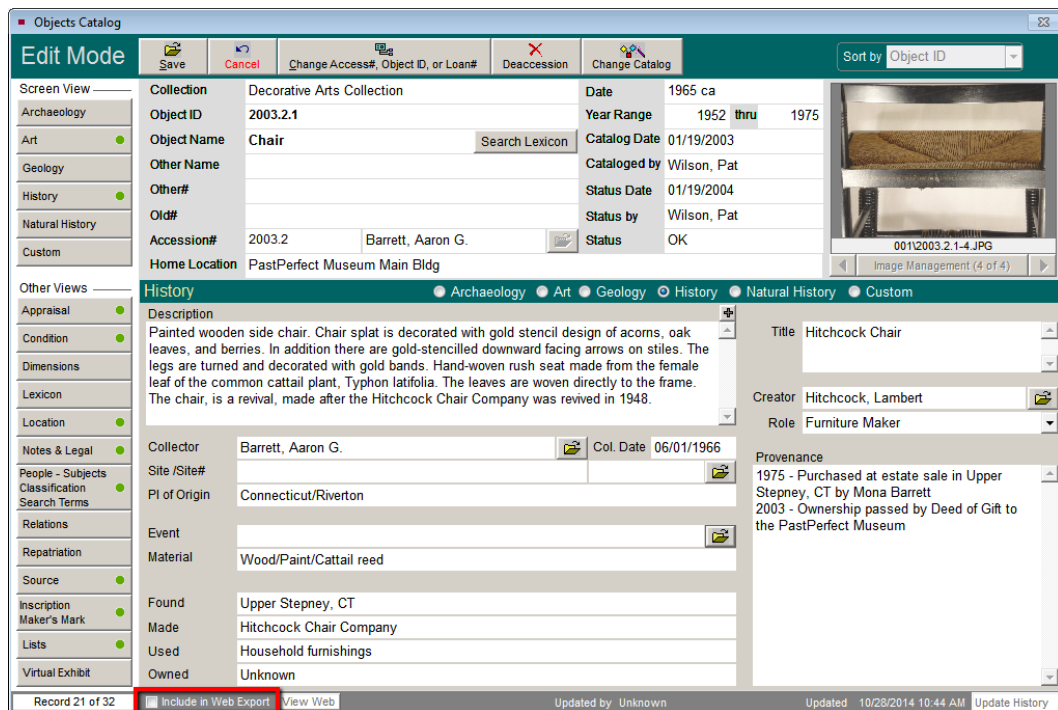 Objects Catalog
Edit Mode
Save
Cancel
Change Access#, Object ID, or Loan#
Deaccession
Change Catalog
Sort by Object ID
Screen View
Archaeology
Art
Geology
History
Natural History
Custom
Other Views
Appraisal
Condition
Dimensions
Lexicon
Location
Notes & Legal
People - Subjects
Classification
Search Terms
Relations
Repatriation
Source
Inscription
Maker's Mark
Lists
Virtual Exhibit
Record 21 of 32
Collection Decorative Arts Collection
Object ID 2003.2.1
Object Name Chair Search Lexicon
Other Name
Other#
Old#
Accession# 2003.2 Barrett, Aaron G.
Home Location PastPerfect Museum Main Bldg
Date 1965 ca
Year Range 1952 thru 1975
Catalog Date 01/19/2003
Cataloged by Wilson, Pat
Status Date 01/19/2004
Status by Wilson, Pat
Status OK
001\2003.2.1-4.JPG
Image Management (4 of 4)
History Archaeology Art Geology History Natural History Custom
Description
Painted wooden side chair. Chair splat is decorated with gold stencil design of acorns, oak
leaves, and berries. In addition there are gold-stencilled downward facing arrows on stiles. The
legs are turned and decorated with gold bands. Hand-woven rush seat made from the female
leaf of the common cattail plant, Typhon latifolia. The leaves are woven directly to the frame.
The chair, is a revival, made after the Hitchcock Chair Company was revived in 1948.
Title Hitchcock Chair
Creator Hitchcock, Lambert
Role Furniture Maker
Collector Barrett, Aaron G. Col. Date 06/01/1966
Site /Site#
Pl of Origin Connecticut/Riverton
Event
Material Wood/Paint/Cattail reed
Found Upper Stepney, CT
Made Hitchcock Chair Company
Used Household furnishings
Owned Unknown
Provenance
1975 - Purchased at estate sale in Upper
Stepney, CT by Mona Barrett
2003 - Ownership passed by Deed of Gift to
the PastPerfect Museum
Include in Web Export View Web Updated by Unknown Updated 10/28/2014 10:44 AM Update History